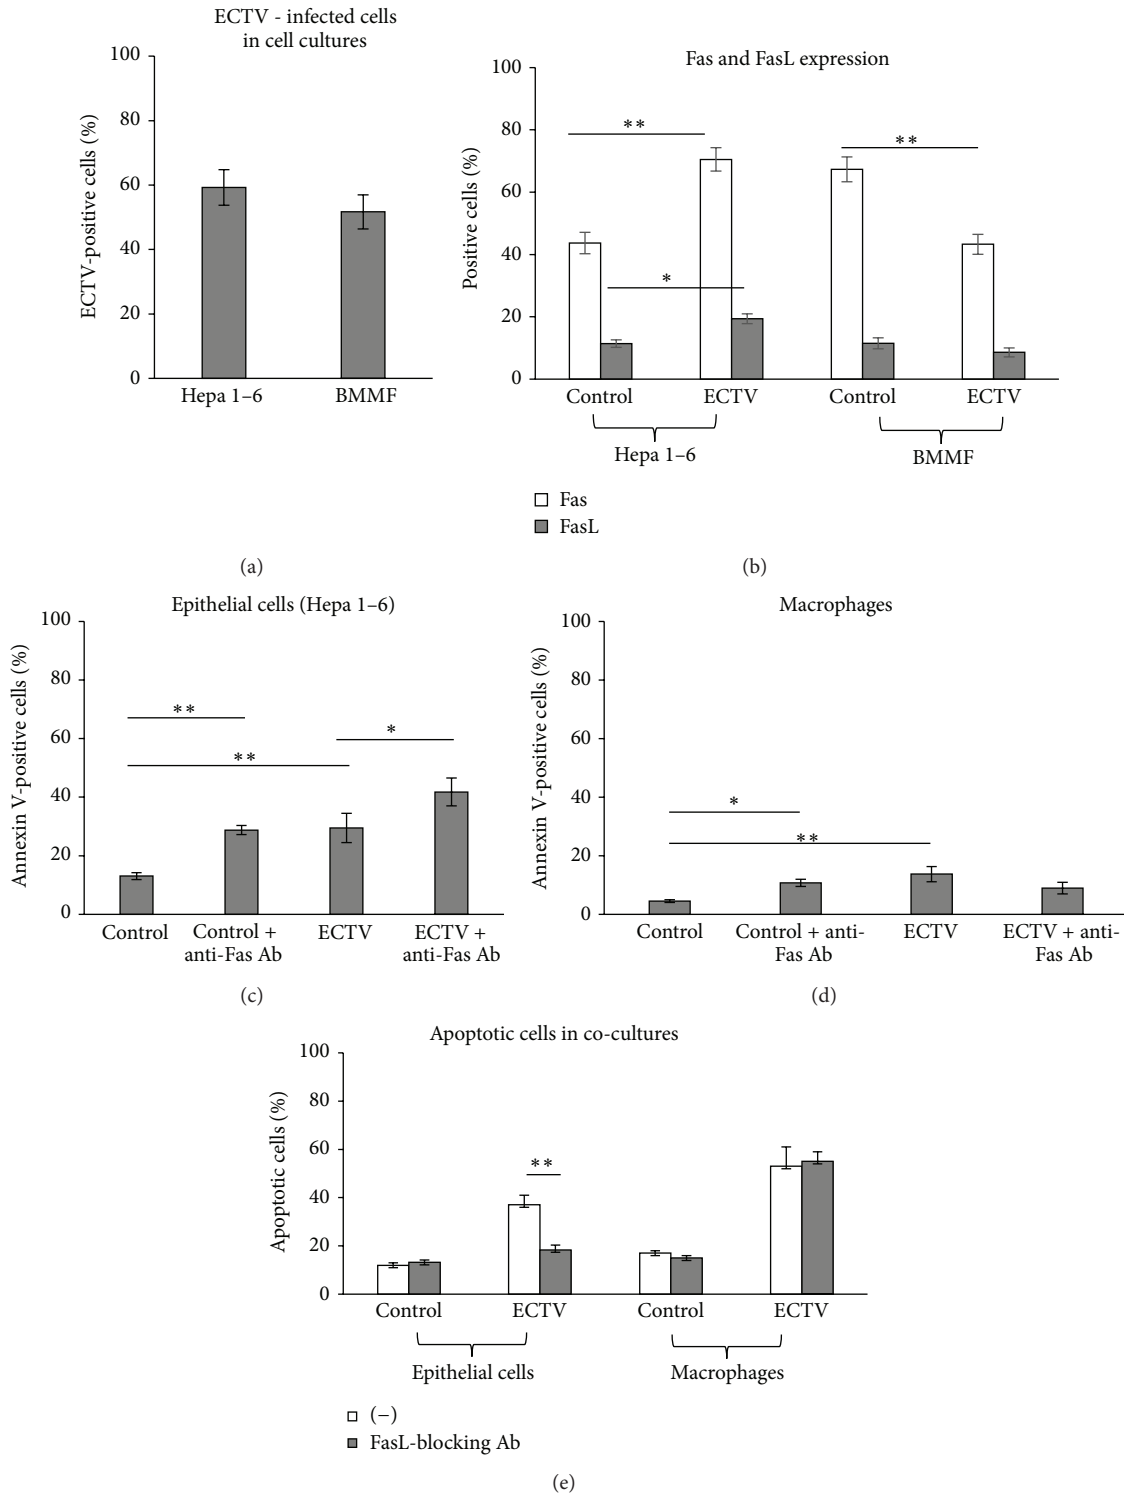 ECTV - infected cells
in cell cultures
100
80
60
40
20
0
ECTV-positive cells (%)
Hepa 1–6
BMMF
(a)
Fas and FasL expression
100
80
60
40
20
0
Positive cells (%)
**
*
**
Control
ECTV
Control
ECTV
Hepa 1–6
BMMF
Fas
FasL
(b)
Epithelial cells (Hepa 1–6)
100
80
60
40
20
0
Annexin V-positive cells (%)
**
**
*
Control
Control +
anti-Fas Ab
ECTV
ECTV +
anti-Fas Ab
(c)
Macrophages
100
80
60
40
20
0
Annexin V-positive cells (%)
*
**
Control
Control + anti-
Fas Ab
ECTV
ECTV + anti-
Fas Ab
(d)
Apoptotic cells in co-cultures
100
80
60
40
20
0
Apoptotic cells (%)
**
Control
ECTV
Control
ECTV
Epithelial cells
Macrophages
(−)
FasL-blocking Ab
(e)